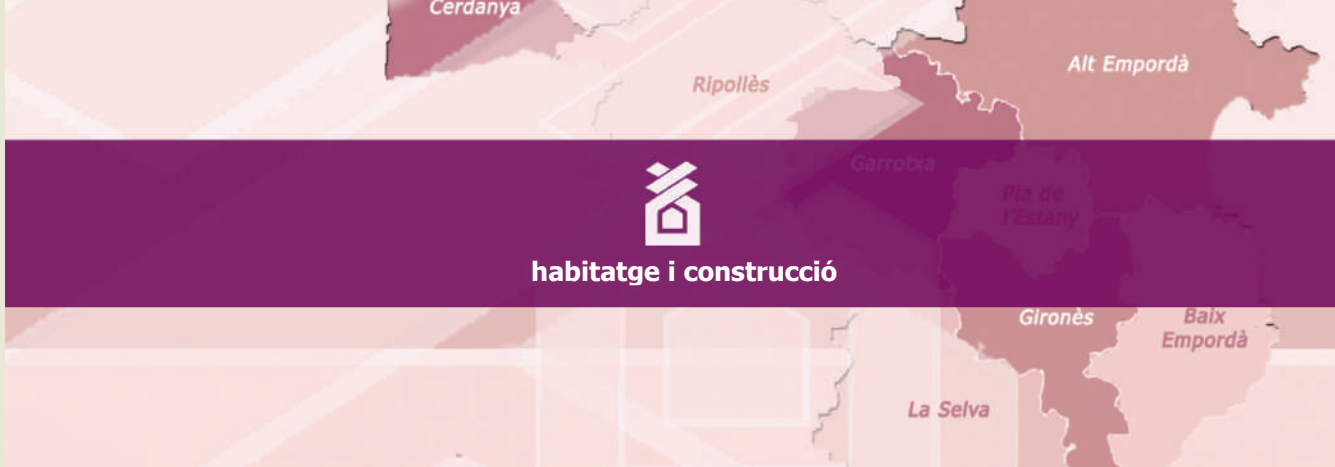 Cerdanya
Alt Empordà
Ripollès
Garrotxa
Pla de
l'Estany
habitatge i construcció
Gironès
Baix
Empordà
La Selva